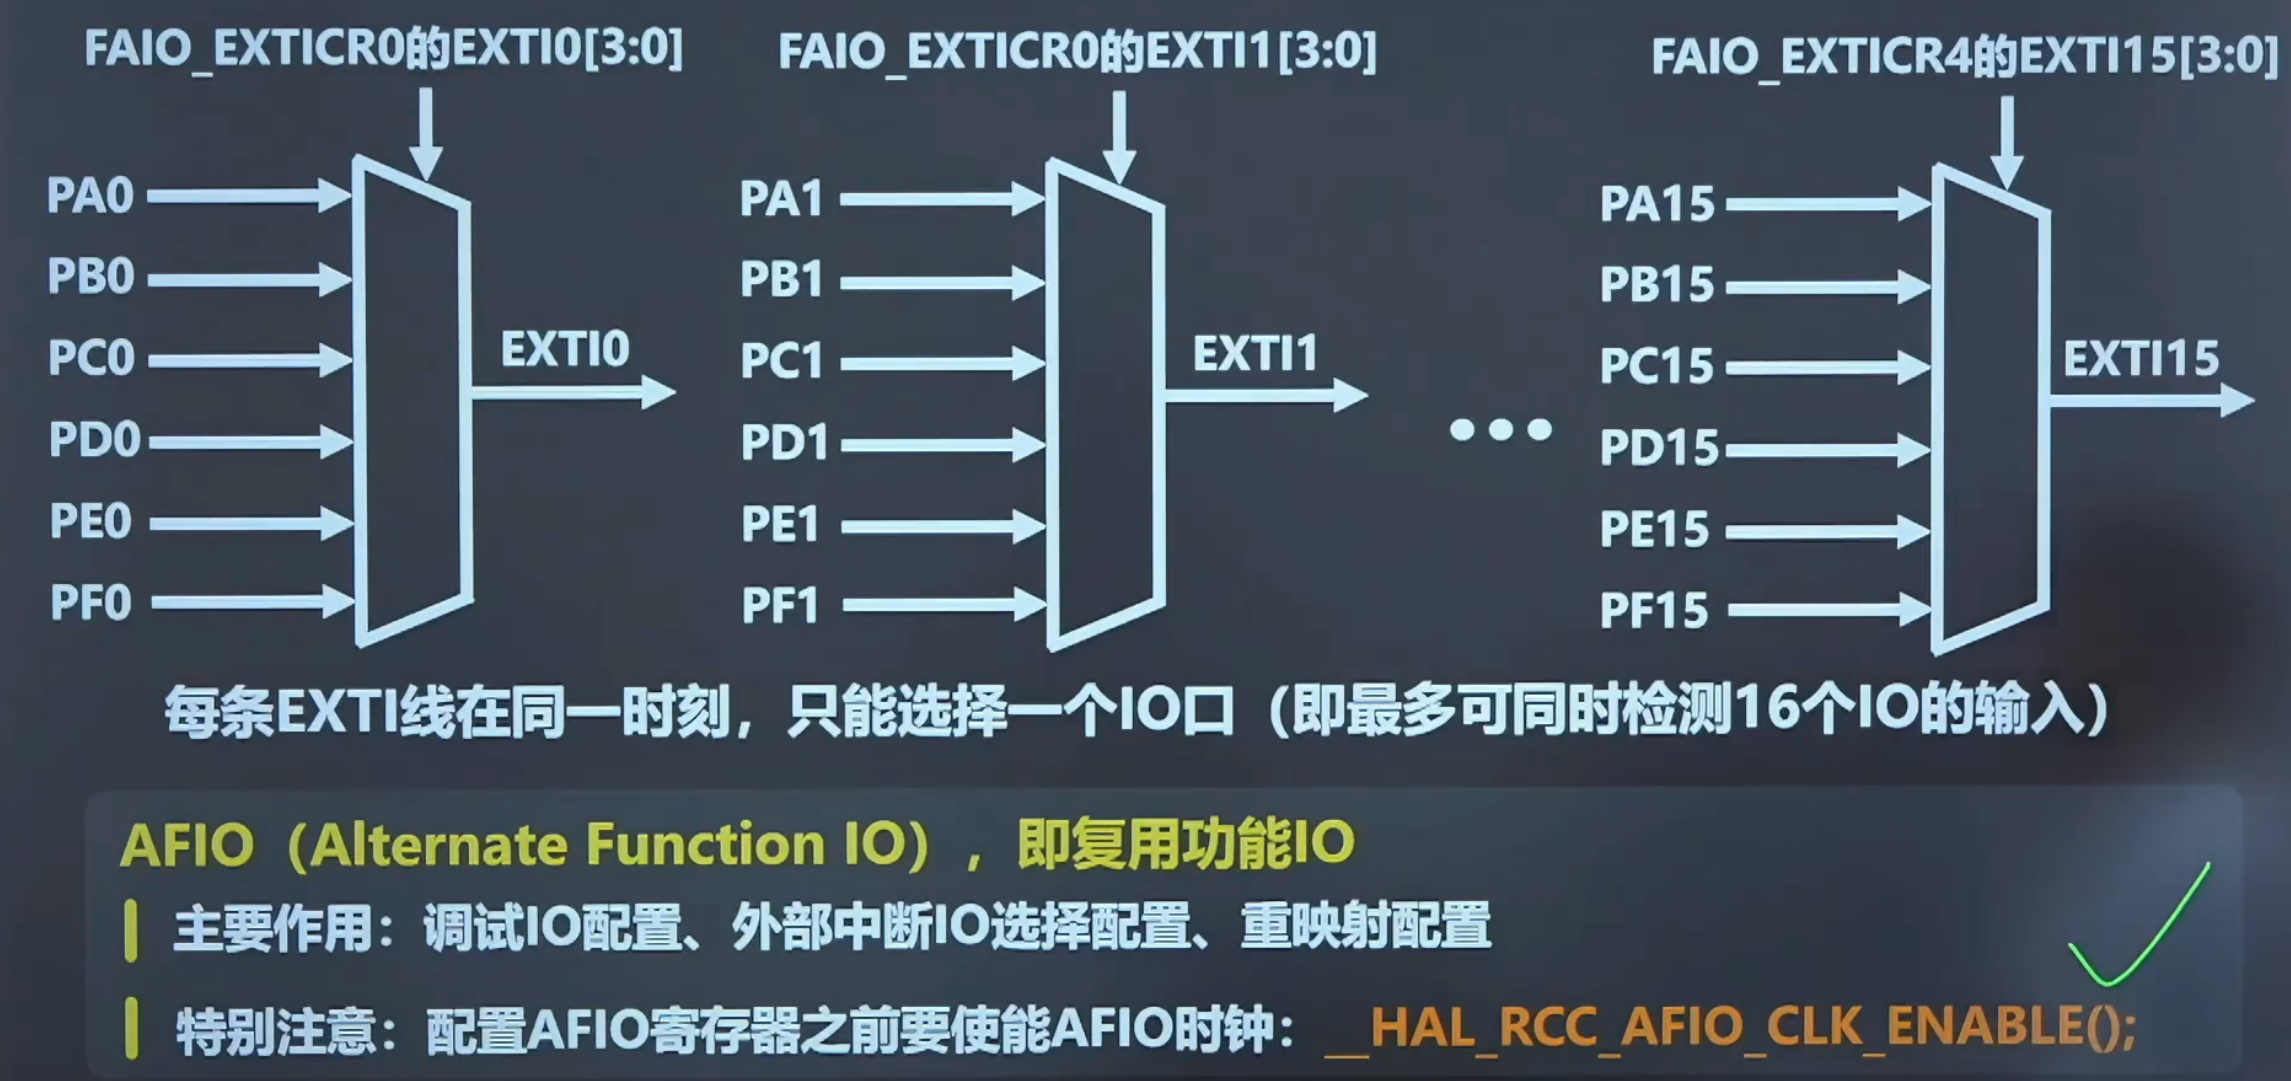 FAIO_EXTICR0的EXTI0[3:0]
FAIO_EXTICR0的EXTI1[3:0]
FAIO_EXTICR4的EXTI15[3:0]
PA0
PB0
PC0
PD0
PE0
PF0
EXTI0
PA1
PB1
PC1
PD1
PE1
PF1
EXTI1
PA15
PB15
PC15
PD15
PE15
PF15
EXTI15
每条EXTI线在同一时刻，只能选择一个IO口（即最多可同时检测16个IO的输入）
AFIO（Alternate Function IO），即复用功能IO
主要作用：调试IO配置、外部中断IO选择配置、重映射配置
特别注意：配置AFIO寄存器之前要使能AFIO时钟：__HAL_RCC_AFIO_CLK_ENABLE();